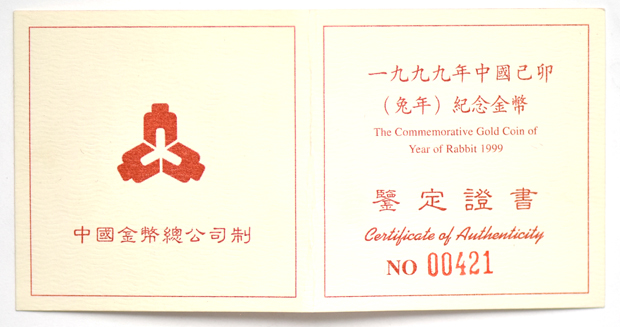 中國金幣總公司制
一九九九年中國己卯
（兔年）紀念金幣
The Commemorative Gold Coin of
Year of Rabbit 1999
鑒定證書
Certificate of Authenticity
NO 00421